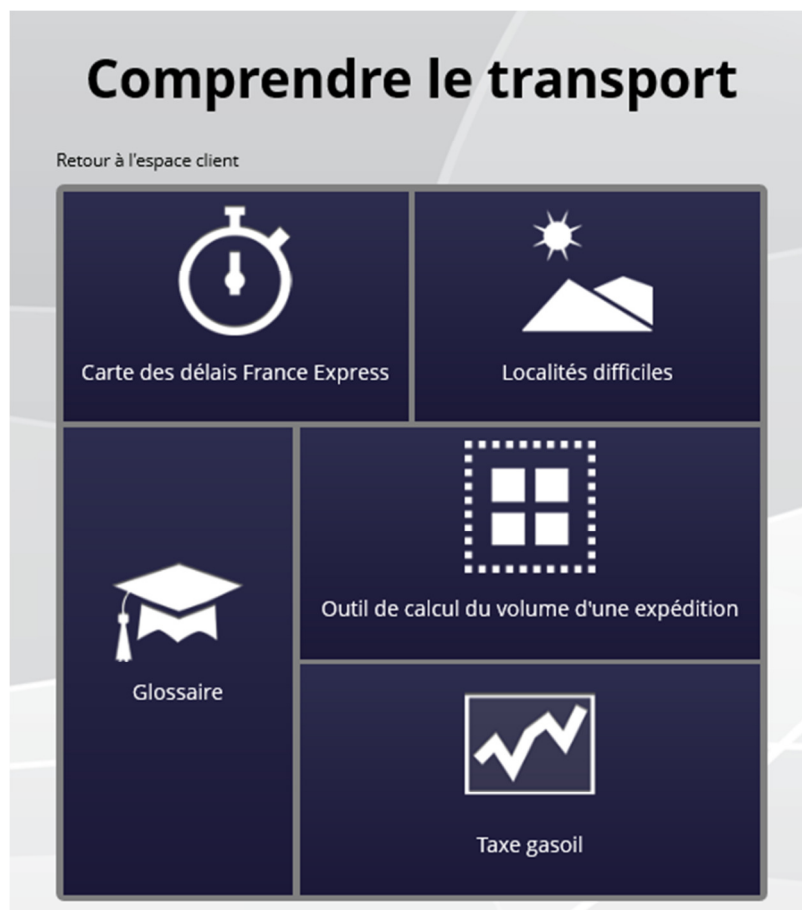 Comprendre le transport
Retour à l'espace client
Carte des délais France Express
Localités difficiles
Glossaire
Outil de calcul du volume d'une expédition
Taxe gasoil